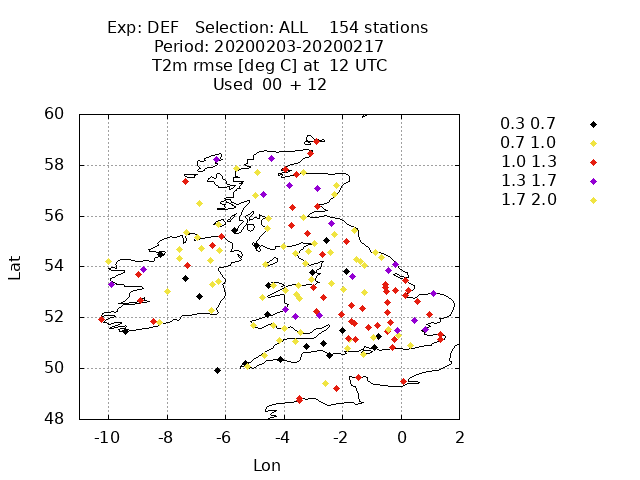 Exp: DEF Selection: ALL 154 stations
Period: 20200203-20200217
T2m rmse [deg C] at 12 UTC
Used 00 + 12
0.3 0.7
0.7 1.0
1.0 1.3
1.3 1.7
1.7 2.0
60
58
56
54
52
50
48
Lat
-10 -8 -6 -4 -2 0 2
Lon